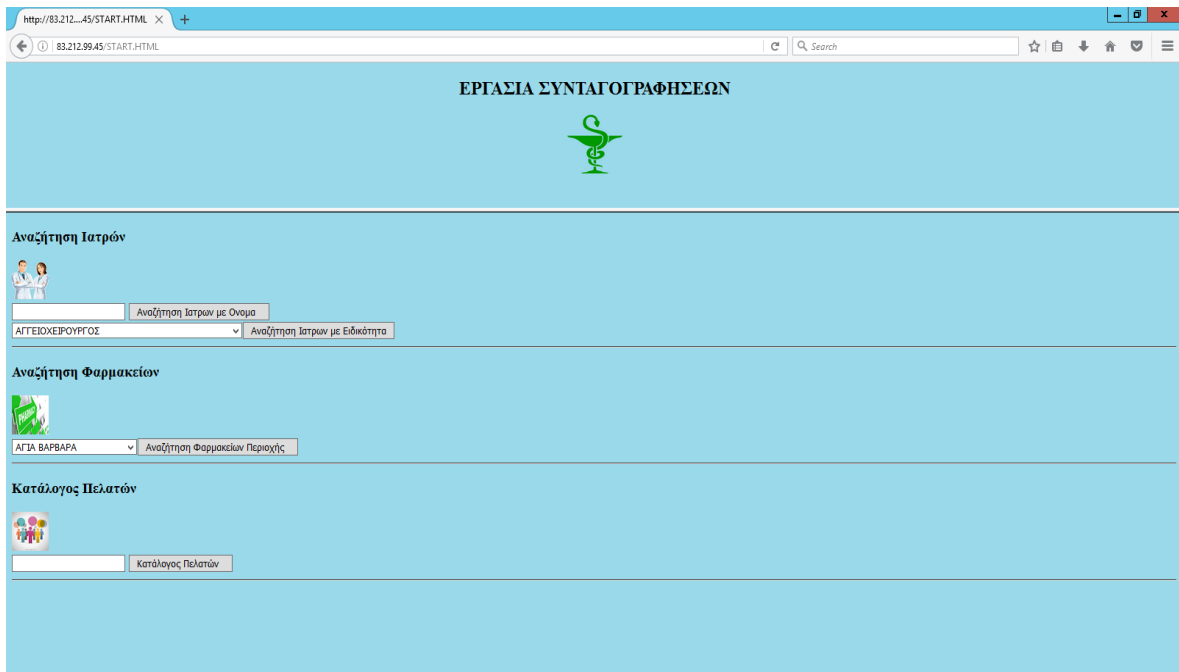 http://83.212....45/START.HTML
83.212.99.45/START.HTML
Search
ΕΡΓΑΣΙΑ ΣΥΝΤΑΓΟΓΡΑΦΗΣΕΩΝ
Αναζήτηση Ιατρών
Αναζήτηση Ιατρων με Ονομα
ΑΓΓΕΙΟΧΕΙΡΟΥΡΓΟΣ Αναζήτηση Ιατρων με Ειδικότητα
Αναζήτηση Φαρμακείων
ΑΓΙΑ ΒΑΡΒΑΡΑ Αναζήτηση Φαρμακείων Περιοχής
Κατάλογος Πελατών
Κατάλογος Πελατών